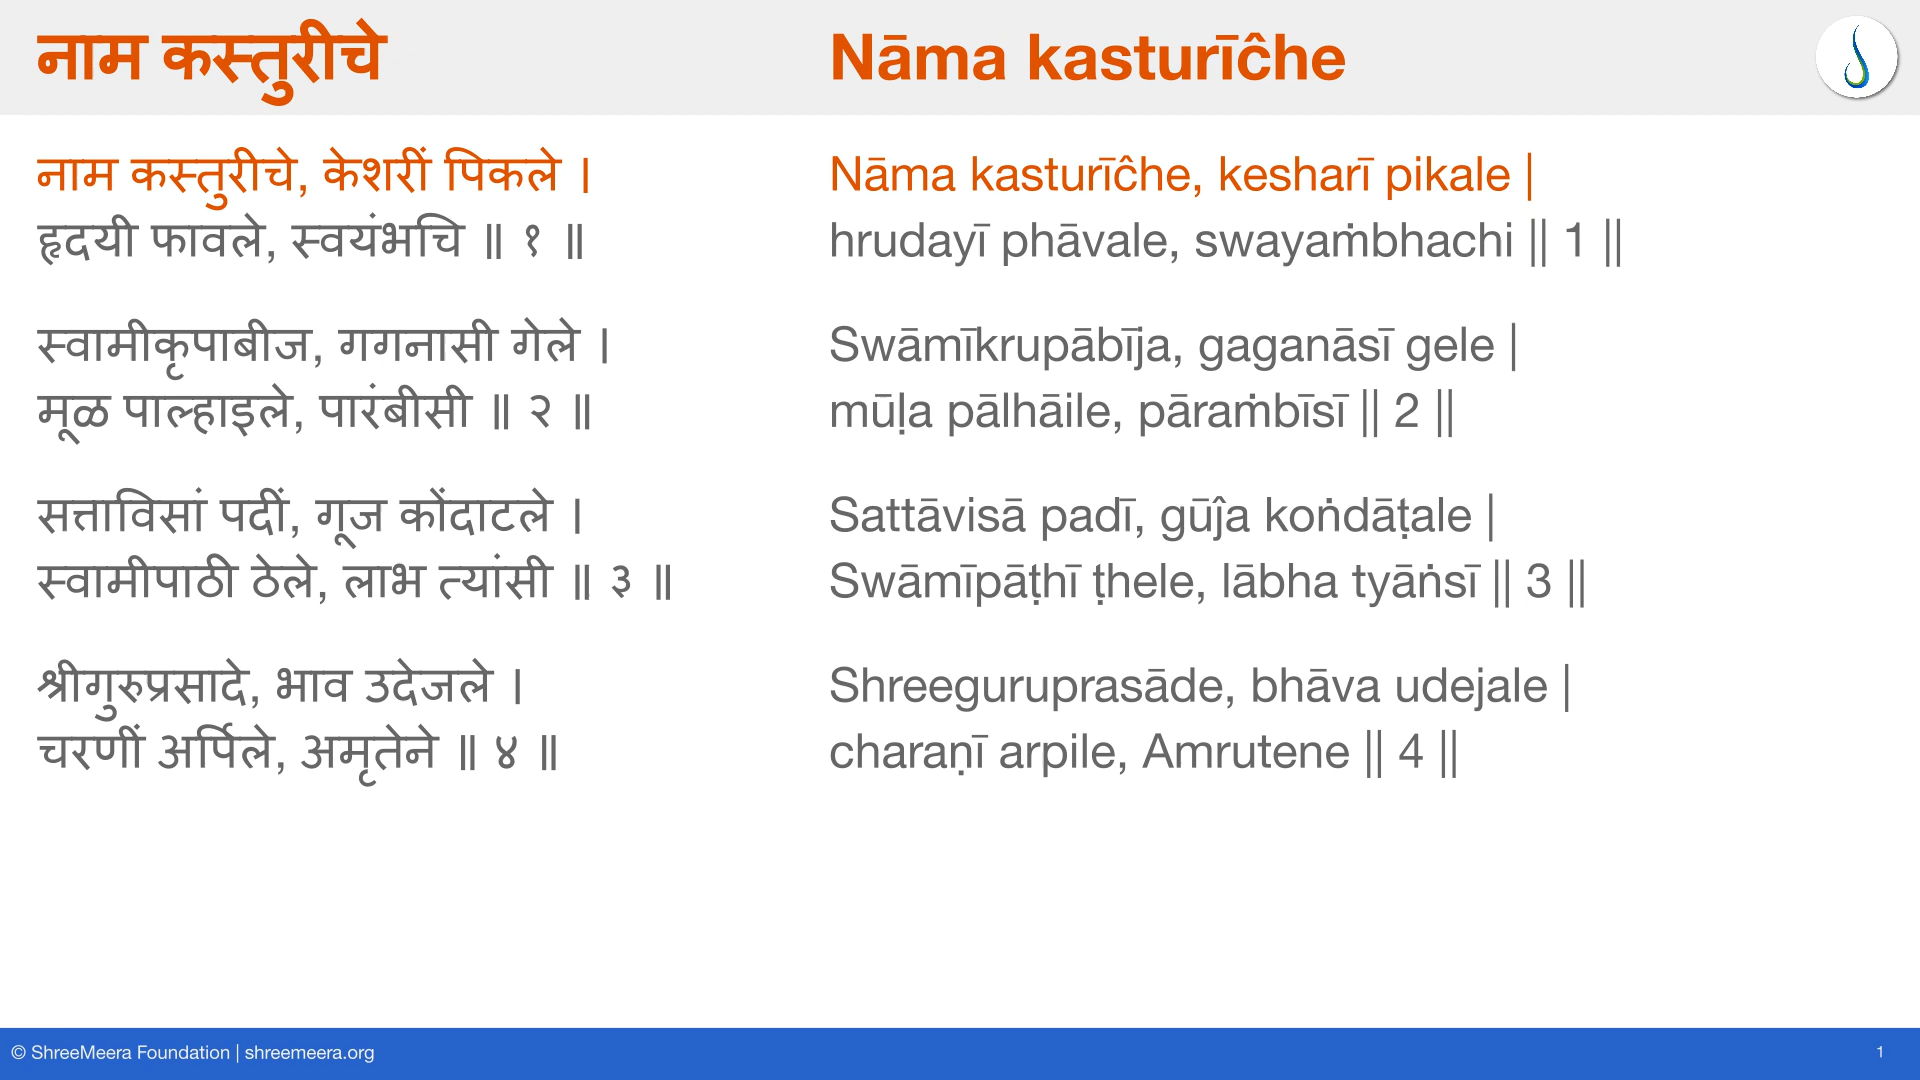 नाम कस्तुरीचे
Nāma kasturīĉhe
नाम कस्तुरीचे, केशरीं पिकले ।
हृदयी फावले, स्वयंभचि ॥ १ ॥
स्वामीकृपाबीज, गगनासी गेले ।
मूळ पाल्हाइले, पारंबीसी ॥ २ ॥
सत्ताविसां पदीं, गूज कोंदाटले ।
स्वामीपाठी ठेले, लाभ त्यांसी ॥ ३ ॥
श्रीगुरुप्रसादे, भाव उदेजले ।
चरणीं अर्पिले, अमृतेने ॥ ४ ॥
Nāma kasturīĉhe, kesharī pikale |
hrudayī phāvale, swayaṁbhachi || 1 ||
Swāmīkrupābīja, gaganāsī gele |
mūḷa pālhāile, pāraṁbīsī || 2 ||
Sattāvisā padī, gūĵa koṅdāṭale |
Swāmīpāṭhī ṭhele, lābha tyāṅsī || 3 ||
Shreeguruprasāde, bhāva udejale |
charaṇī arpile, Amrutene || 4 ||
© ShreeMeera Foundation | shreemeera.org
1